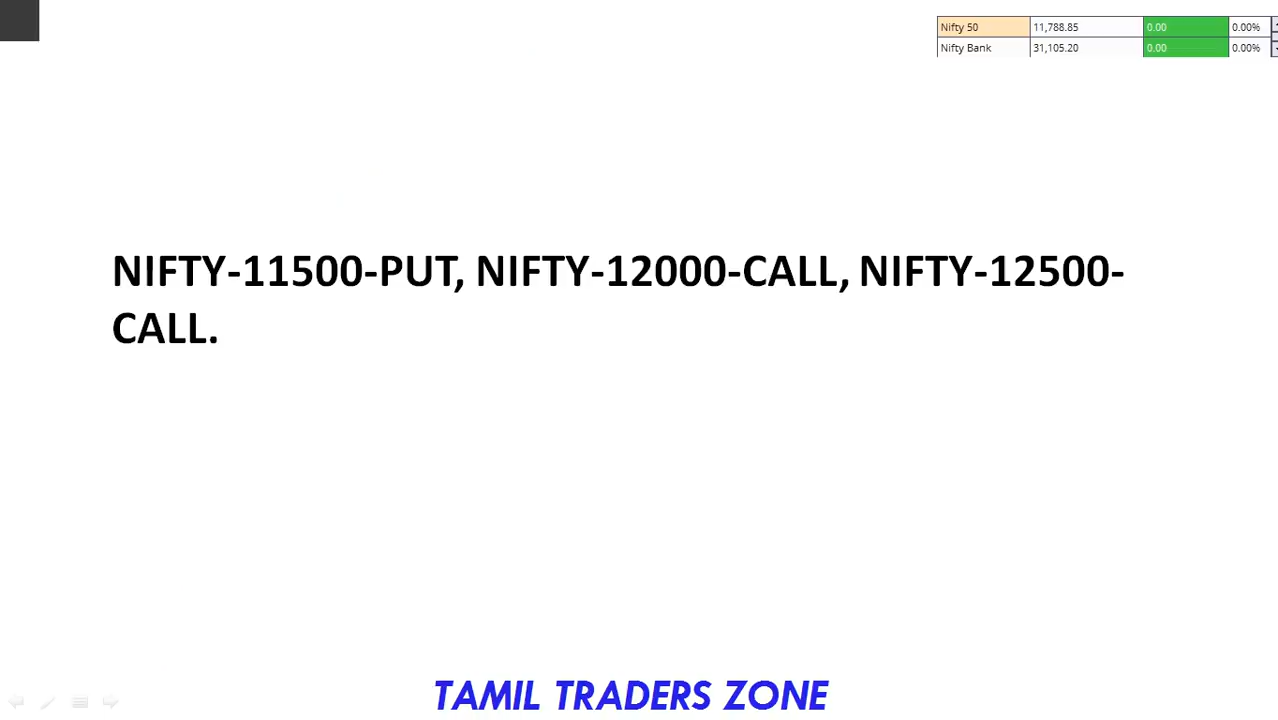 Nifty 50 11,788.85 0.00 0.00%
Nifty Bank 31,105.20 0.00 0.00%
NIFTY-11500-PUT, NIFTY-12000-CALL, NIFTY-12500-
CALL.
TAMIL TRADERS ZONE